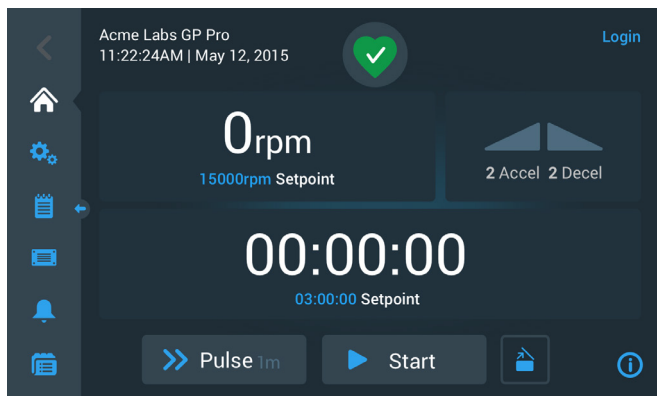 Acme Labs GP Pro
Login
11:22:24AM | May 12, 2015
0rpm
15000rpm Setpoint
2 Accel 2 Decel
00:00:00
03:00:00 Setpoint
Pulse 1m
Start